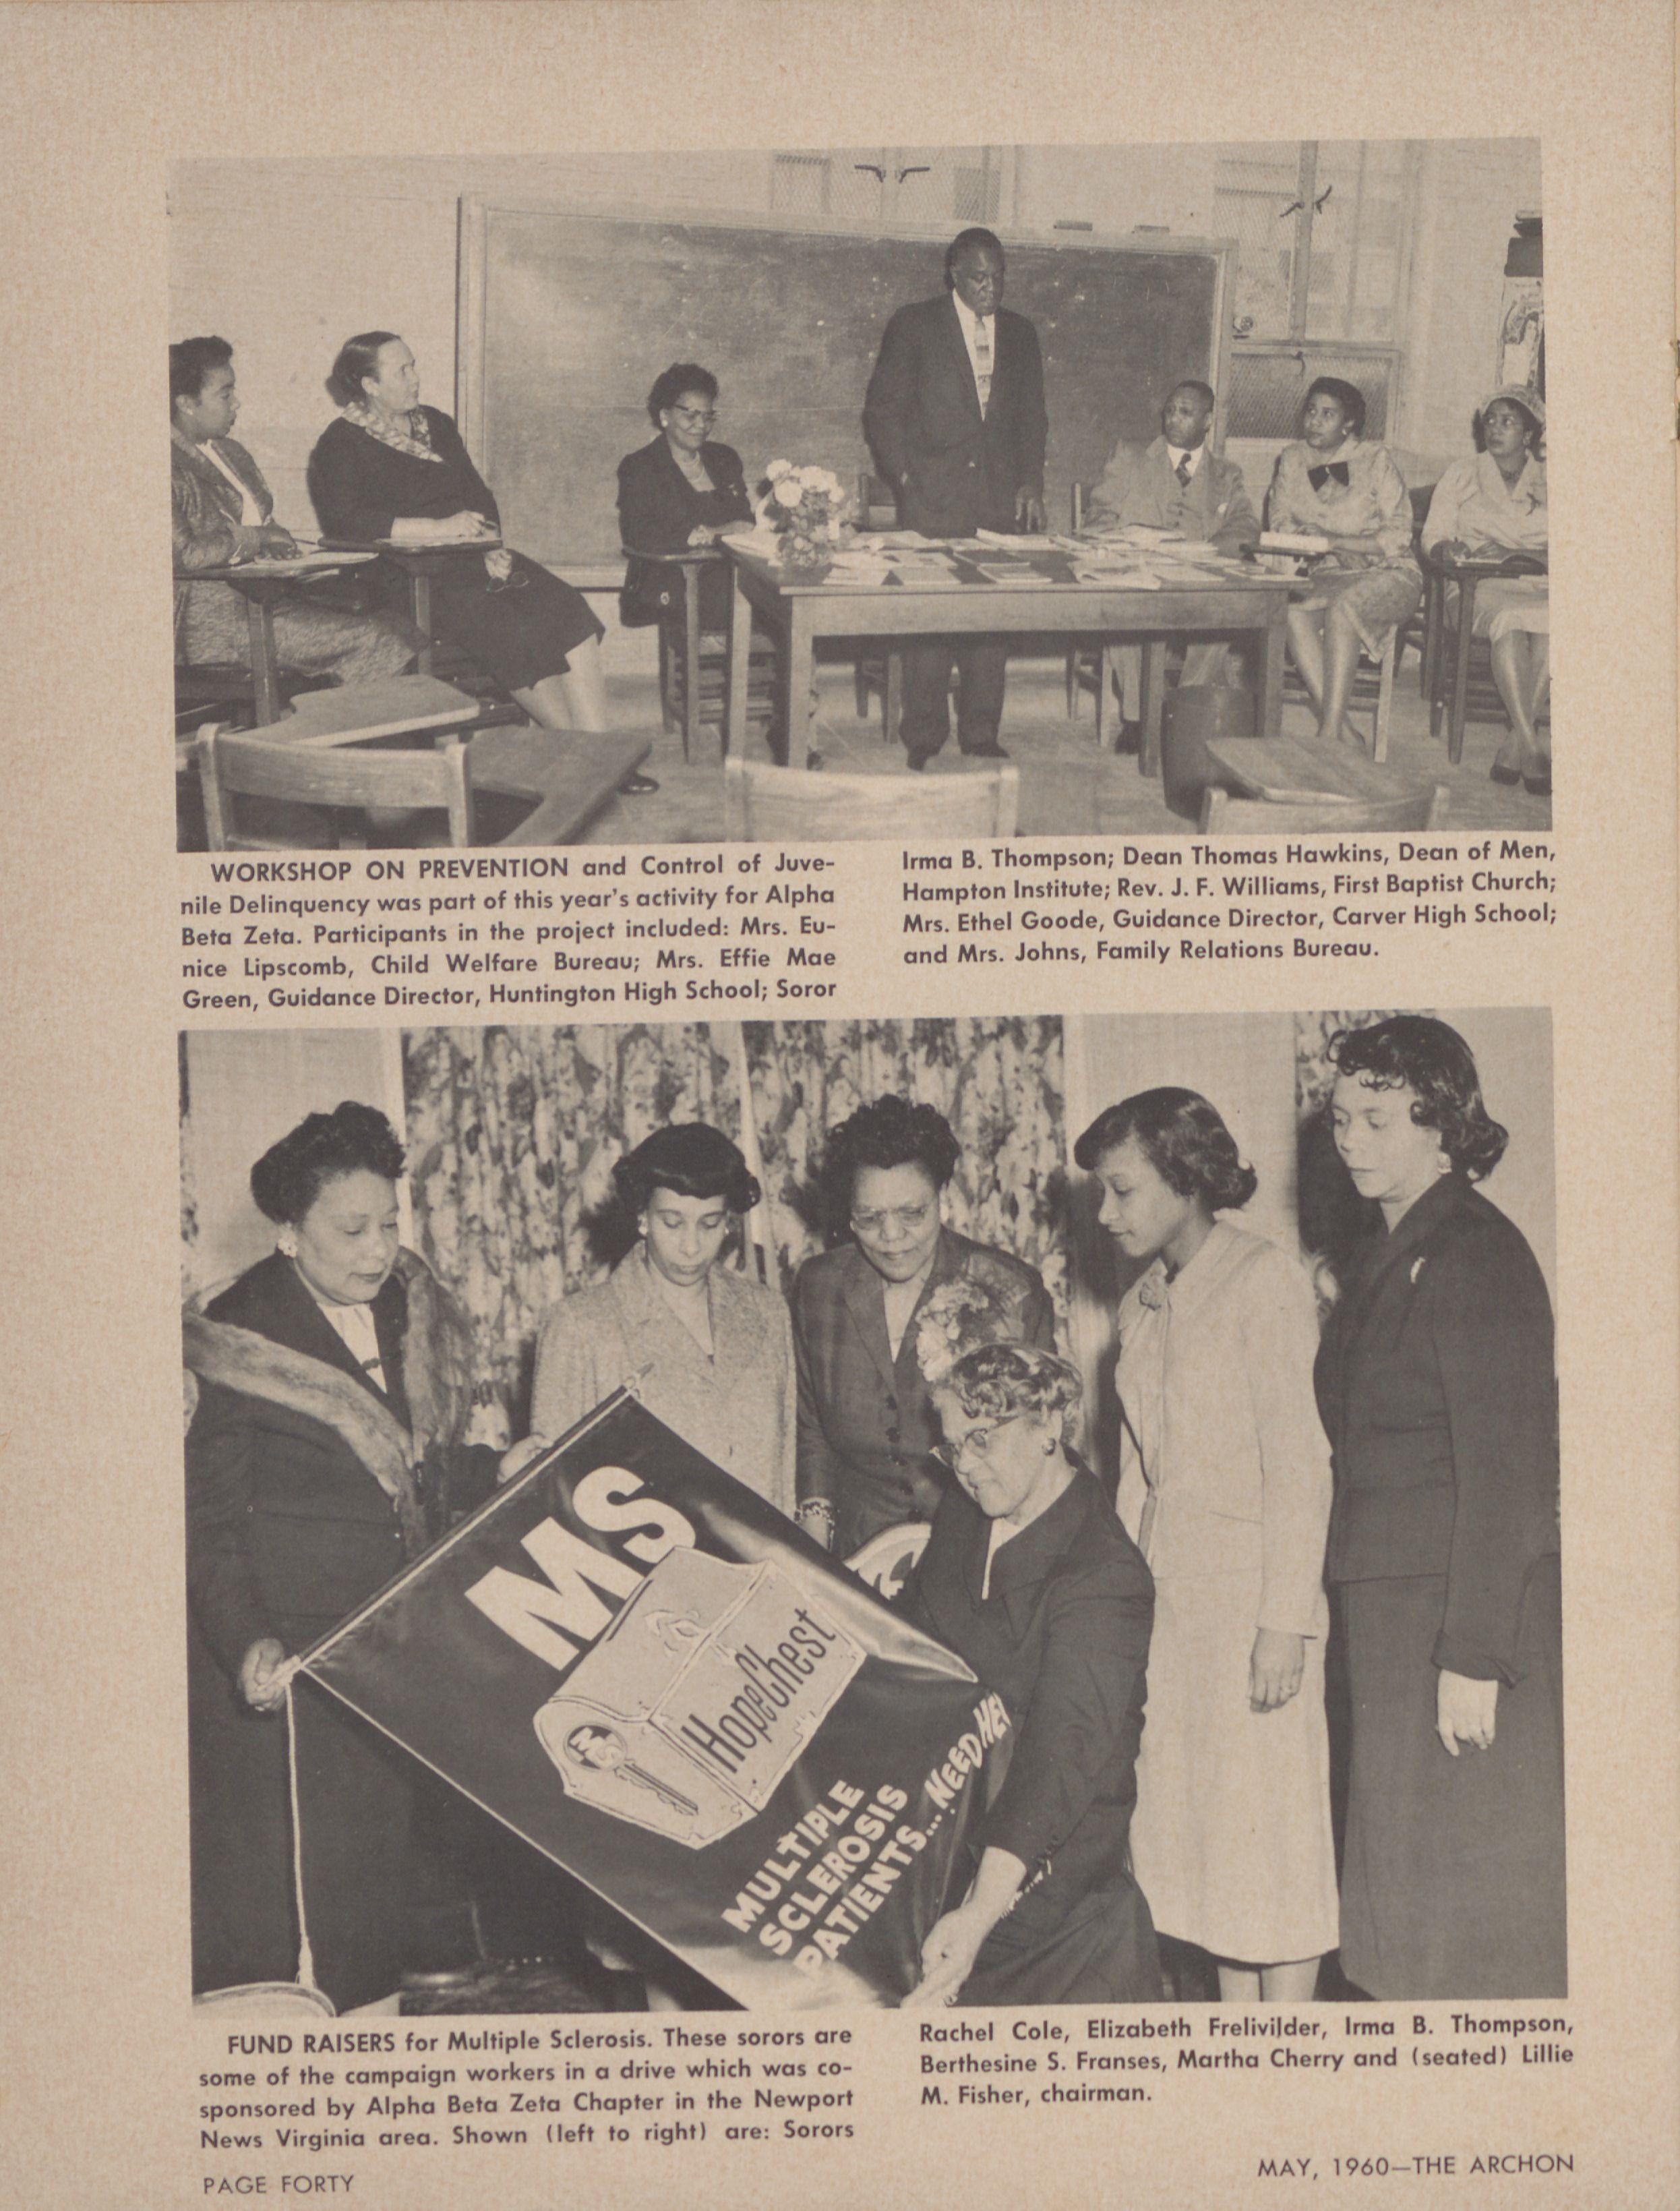 WORKSHOP ON PREVENTION and Control of Juve-
nile Delinquency was part of this year's activity for Alpha
Beta Zeta. Participants in the project included: Mrs. Eu-
nice Lipscomb, Child Welfare Bureau; Mrs. Effie Mae
Green, Guidance Director, Huntington High School; Soror
Irma B. Thompson; Dean Thomas Hawkins, Dean of Men,
Hampton Institute; Rev. J. F. Williams, First Baptist Church;
Mrs. Ethel Goode, Guidance Director, Carver High School;
and Mrs. Johns, Family Relations Bureau.
MS
HopeChest
MS
MULTIPLE
SCLEROSIS
PATIENTS... NEED
FUND RAISERS for Multiple Sclerosis. These sorors are
some of the campaign workers in a drive which was co-
sponsored by Alpha Beta Zeta Chapter in the Newport
News Virginia area. Shown (left to right) are: Sorors
Rachel Cole, Elizabeth Frelivilder, Irma B. Thompson,
Berthesine S. Franses, Martha Cherry and (seated) Lillie
M. Fisher, chairman.
PAGE FORTY
MAY, 1960—THE ARCHON